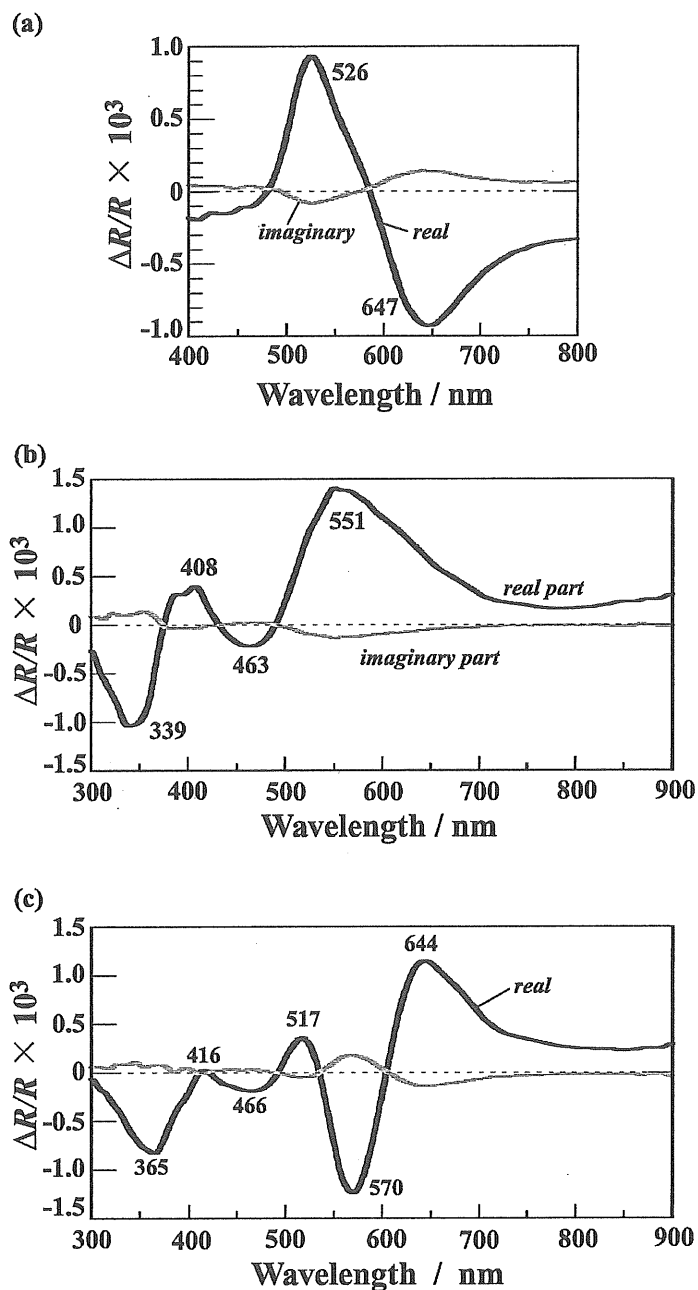 (a)
1.0
0.5
0
-0.5
-1.0
ΔR/R × 10³
526
imaginary
real
647
400 500 600 700 800
Wavelength / nm
(b)
1.5
1.0
0.5
0
-0.5
-1.0
-1.5
ΔR/R × 10³
551
408
real part
463
imaginary part
339
300 400 500 600 700 800 900
Wavelength / nm
(c)
1.5
1.0
0.5
0
-0.5
-1.0
-1.5
ΔR/R × 10³
644
real
517
416
466
365
570
300 400 500 600 700 800 900
Wavelength / nm